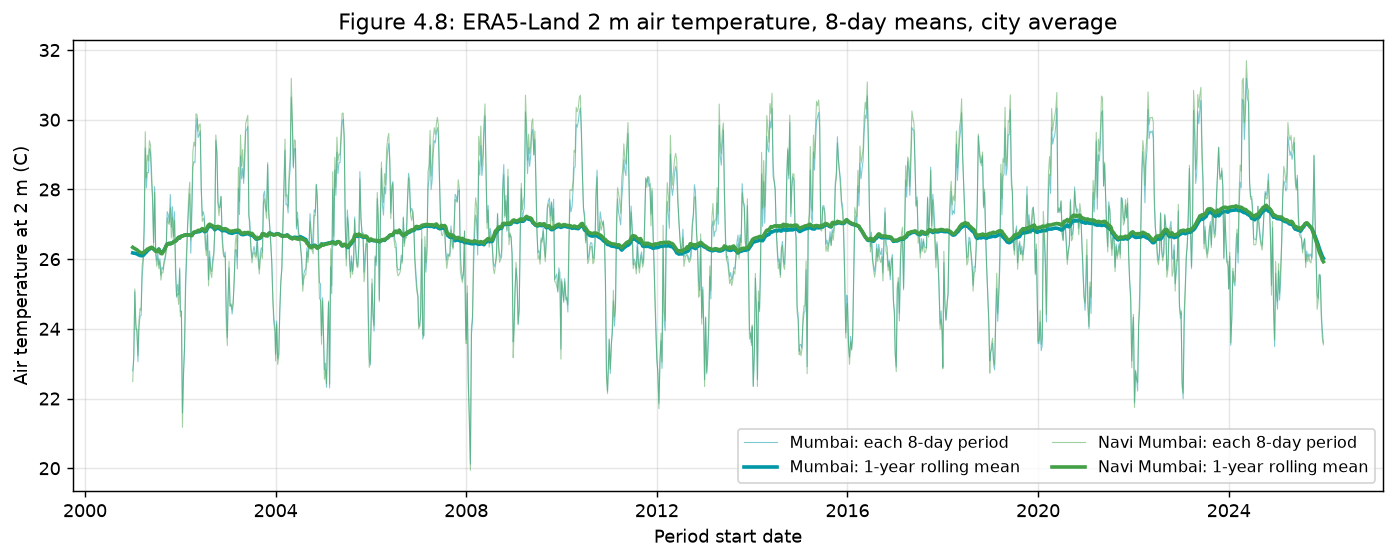 Figure 4.8: ERA5-Land 2 m air temperature, 8-day means, city average
Air temperature at 2 m (C)
32
30
28
26
24
22
20
2000 2004 2008 2012 2016 2020 2024
Period start date
Mumbai: each 8-day period
Mumbai: 1-year rolling mean
Navi Mumbai: each 8-day period
Navi Mumbai: 1-year rolling mean